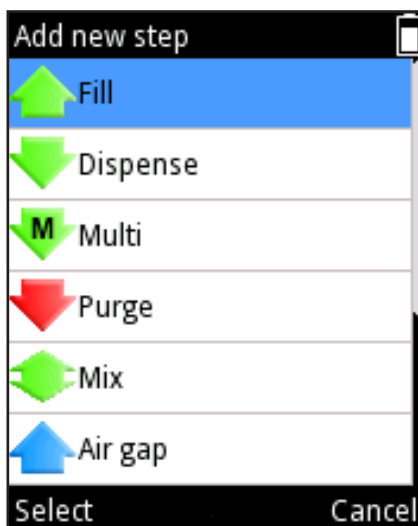 Add new step
Fill
Dispense
M Multi
Purge
Mix
Air gap
Select Cancel